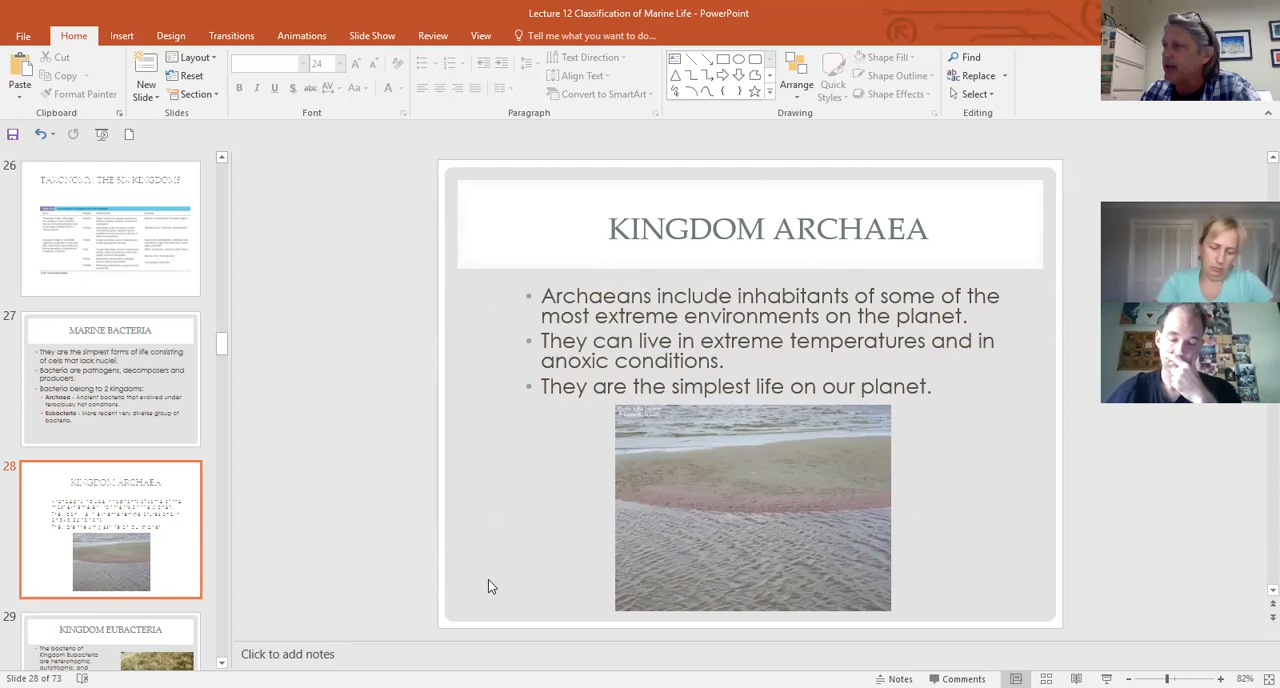 Lecture 12 Classification of Marine Life - PowerPoint
File Home Insert Design Transitions Animations Slide Show Review View Tell me what you want to do...
Cut
Copy
Format Painter
Paste
Clipboard
New
Slide
Layout
Reset
Section
Slides
24
B I U S abc AV Aa A
Font
Text Direction
Align Text
Convert to SmartArt
Paragraph
Arrange
Quick
Styles
Shape Fill
Shape Outline
Shape Effects
Drawing
Find
Replace
Select
Editing
26
27
MARINE BACTERIA
They are the simplest forms of life consisting
of cells that lack nuclei.
Bacteria are pathogens, decomposers and
producers.
Bacteria belong to 2 kingdoms:
Archaea - Ancient bacteria that evolved under
ferociously hot conditions.
Eubacteria - More recent very diverse group of
bacteria.
28
KINGDOM ARCHAEA
29
KINGDOM EUBACTERIA
The bacteria of
Kingdom Eubacteria
are heterotrophic,
autotrophic, and
KINGDOM ARCHAEA
• Archaeans include inhabitants of some of the
most extreme environments on the planet.
• They can live in extreme temperatures and in
anoxic conditions.
• They are the simplest life on our planet.
Click to add notes
Slide 28 of 73
Notes
Comments
82%